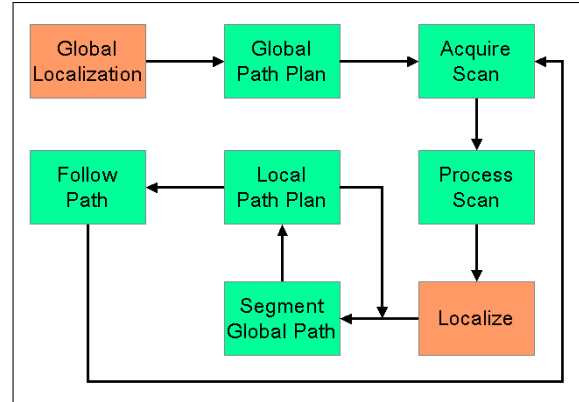 Global
Localization
Global
Path Plan
Acquire
Scan
Follow
Path
Local
Path Plan
Process
Scan
Segment
Global Path
Localize